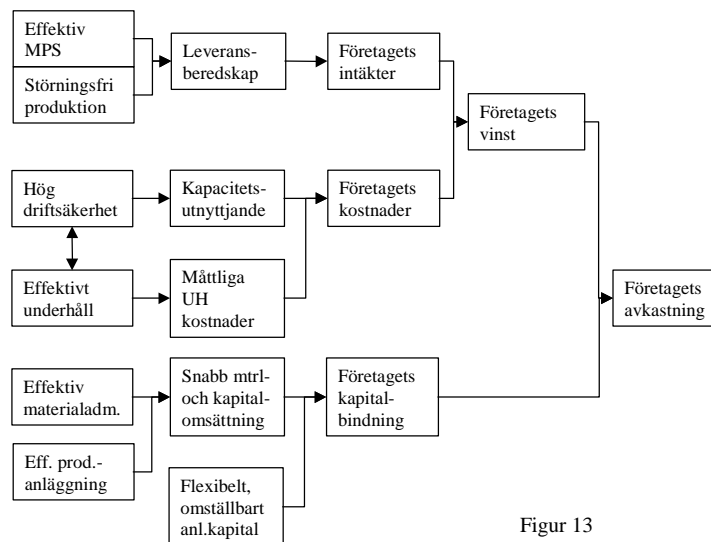 Effektiv
MPS
Störningsfri
produktion
Leverans-
beredskap
Företagets
intäkter
Företagets
vinst
Hög
driftsäkerhet
Kapacitets-
utnyttjande
Företagets
kostnader
Effektivt
underhåll
Måttliga
UH
kostnader
Företagets
avkastning
Effektiv
materialadm.
Snabb mtrl-
och kapital-
omsättning
Företagets
kapital-
bindning
Eff. prod.-
anläggning
Flexibelt,
omställbart
anl.kapital
Figur 13